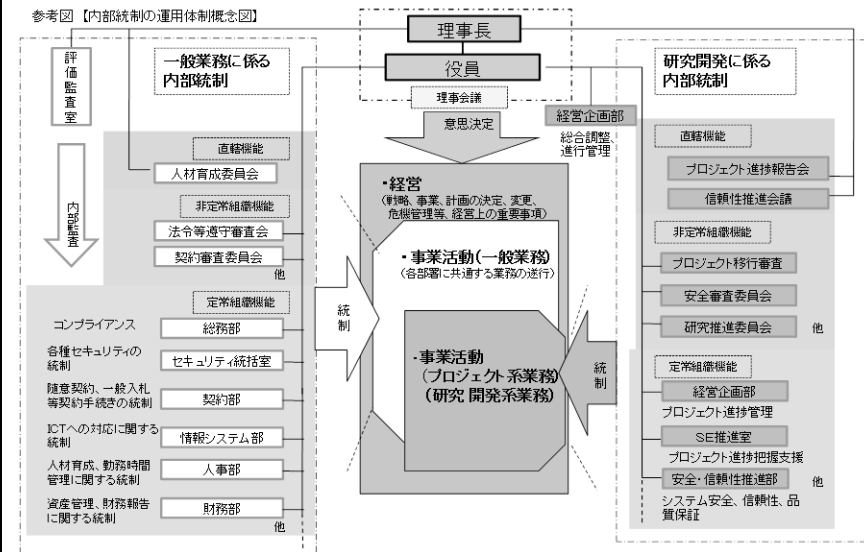 参考図 【内部統制の運用体制概念図】
理事長
役員
理事会議
意思決定
経営企画部
総合調整、
進行管理
評価監査室
内部監査
一般業務に係る
内部統制
直轄機能
人材育成委員会
非定常組織機能
法令等遵守審査会
契約審査委員会
他
定常組織機能
コンプライアンス
総務部
各種セキュリティの
統制
セキュリティ統括室
随意契約、一般入札
等契約手続きの統制
契約部
ICTへの対応に関する
統制
情報システム部
人材育成、勤務時間
管理に関する統制
人事部
資産管理、財務報告
に関する統制
財務部
他
統制
・経営
(戦略、事業、計画の決定、変更、
危機管理等、経営上の重要事項)
・事業活動(一般業務)
(各部署に共通する業務の遂行)
・事業活動
(プロジェクト系業務)
(研究開発系業務)
統制
研究開発に係る
内部統制
直轄機能
プロジェクト進捗報告会
信頼性推進会議
非定常組織機能
プロジェクト移行審査
安全審査委員会
研究推進委員会
他
定常組織機能
経営企画部
プロジェクト進捗管理
SE推進室
プロジェクト進捗把握支援
安全・信頼性推進部
他
システム安全、信頼性、品
質保証